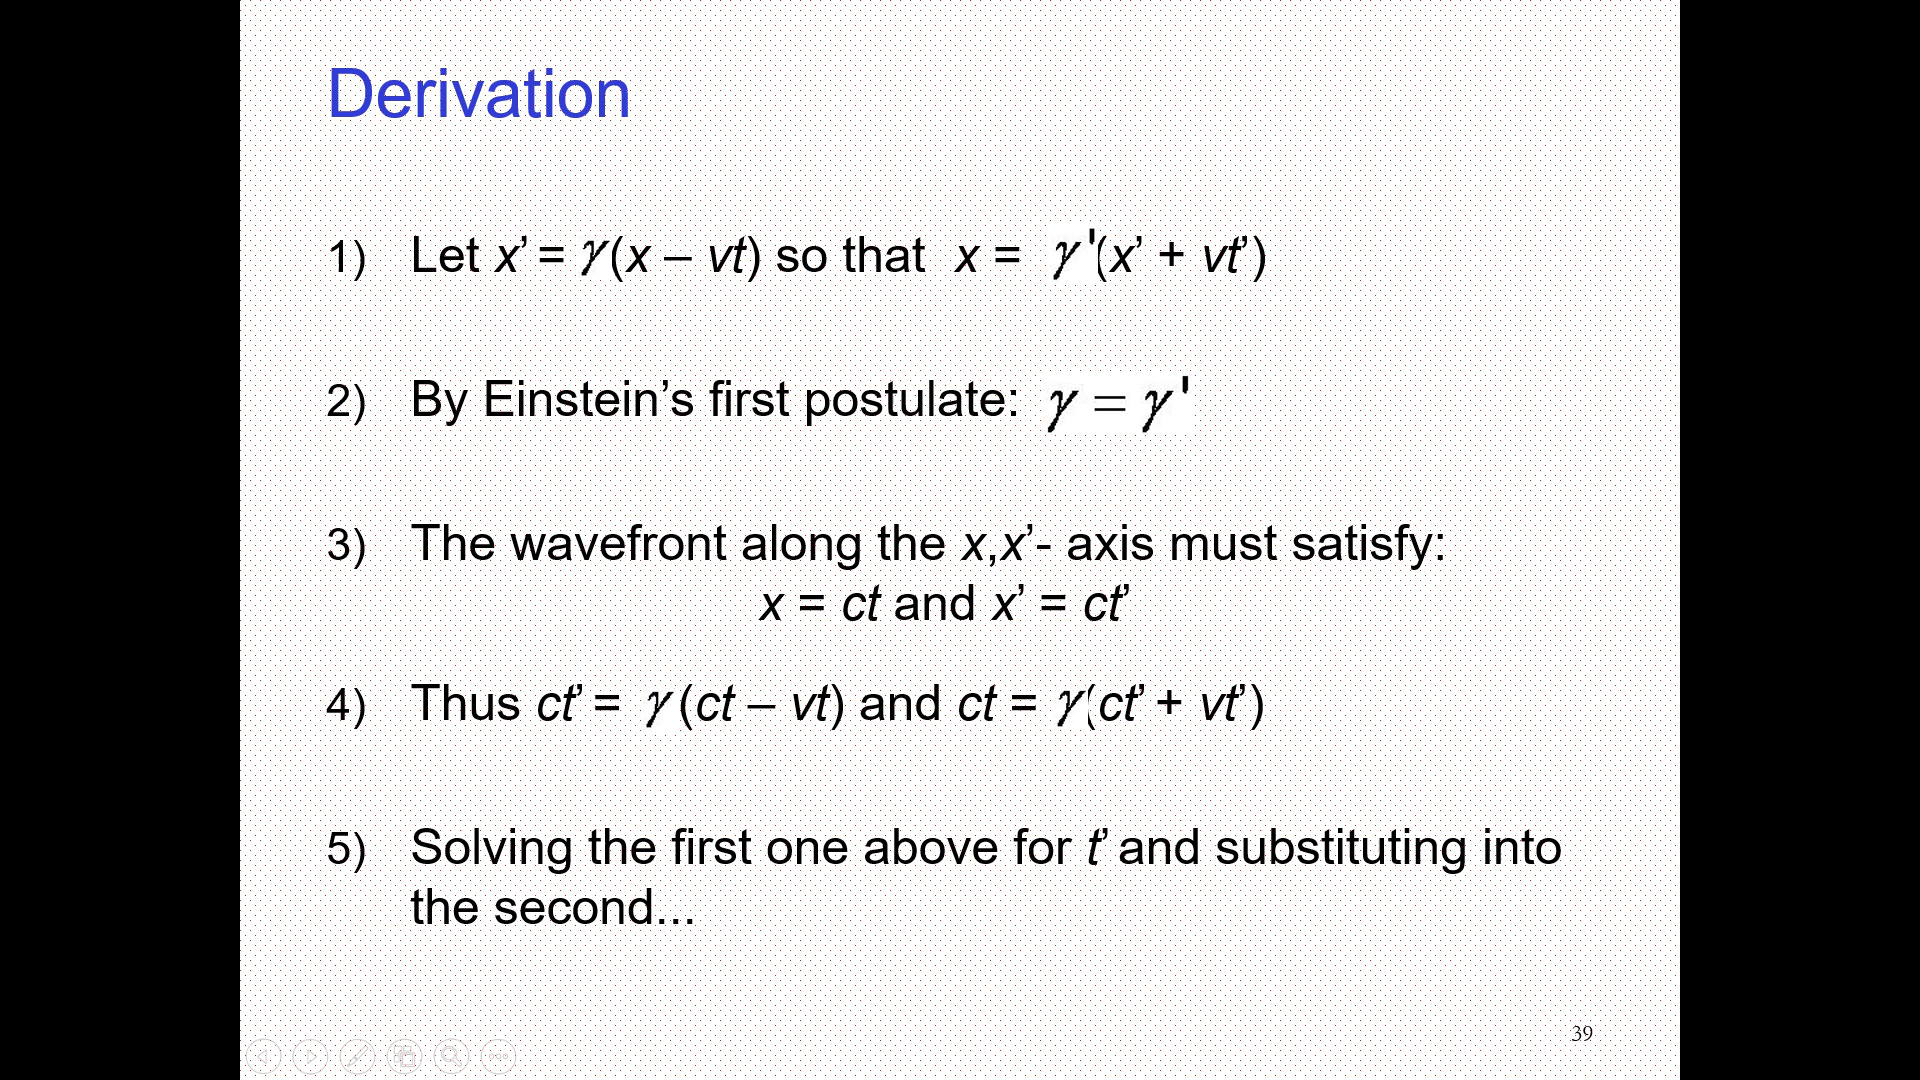 Derivation
1) Let x’ = γ (x – vt) so that x = γ '(x’ + vt’)
2) By Einstein’s first postulate: γ = γ '
3) The wavefront along the x,x’- axis must satisfy:
x = ct and x’ = ct’
4) Thus ct’ = γ (ct – vt) and ct = γ (ct’ + vt’)
5) Solving the first one above for t’ and substituting into
the second...
39